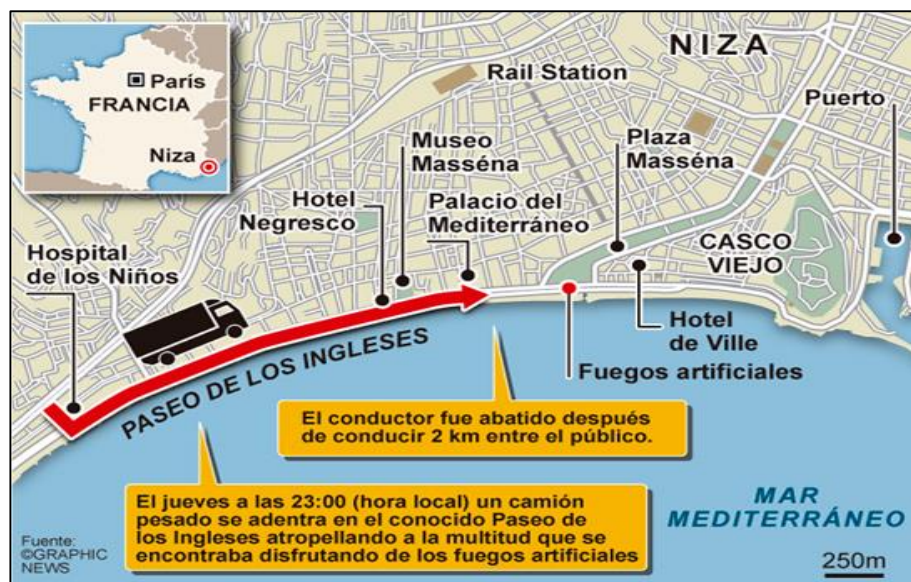 París
FRANCIA
Niza
NIZA
Rail Station
Puerto
Museo
Masséna
Plaza
Masséna
Hotel
Negresco
Palacio del
Mediterráneo
Hospital
de los Niños
CASCO
VIEJO
PASEO DE LOS INGLESES
Hotel
de Ville
Fuegos artificiales
El conductor fue abatido después
de conducir 2 km entre el público.
El jueves a las 23:00 (hora local) un camión
pesado se adentra en el conocido Paseo de
los Ingleses atropellando a la multitud que se
encontraba disfrutando de los fuegos artificiales
MAR
MEDITERRÁNEO
Fuente:
©GRAPHIC
NEWS
250m